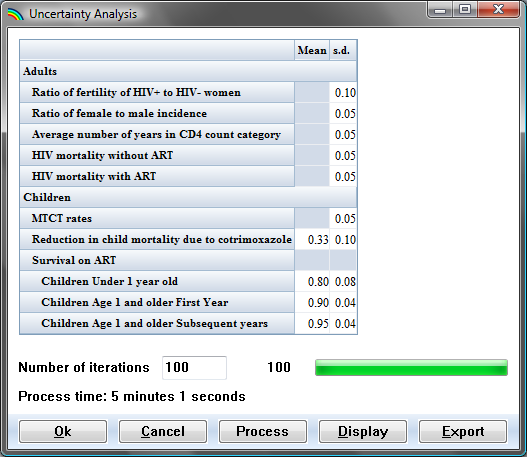 Uncertainty Analysis
Mean s.d.
Adults
Ratio of fertility of HIV+ to HIV- women 0.10
Ratio of female to male incidence 0.05
Average number of years in CD4 count category 0.05
HIV mortality without ART 0.05
HIV mortality with ART 0.05
Children
MTCT rates 0.05
Reduction in child mortality due to cotrimoxazole 0.33 0.10
Survival on ART
Children Under 1 year old 0.80 0.08
Children Age 1 and older First Year 0.90 0.04
Children Age 1 and older Subsequent years 0.95 0.04
Number of iterations 100 100
Process time: 5 minutes 1 seconds
Ok Cancel Process Display Export